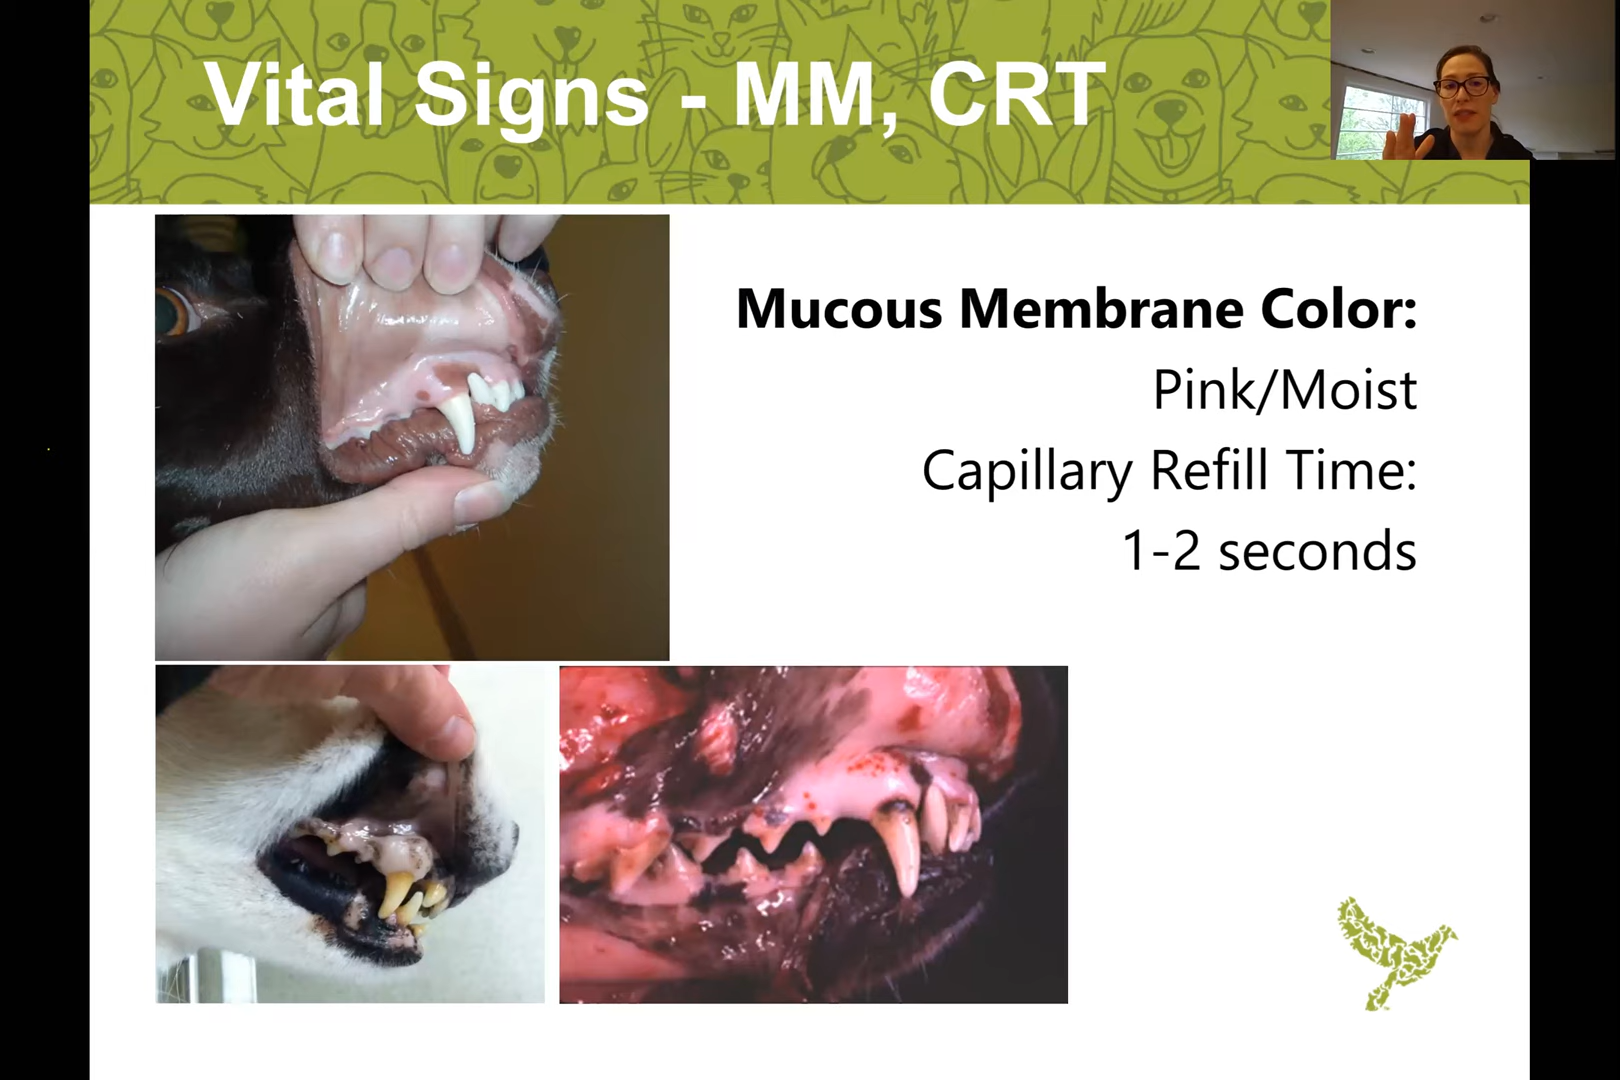 Vital Signs - MM, CRT
Mucous Membrane Color:
Pink/Moist
Capillary Refill Time:
1-2 seconds